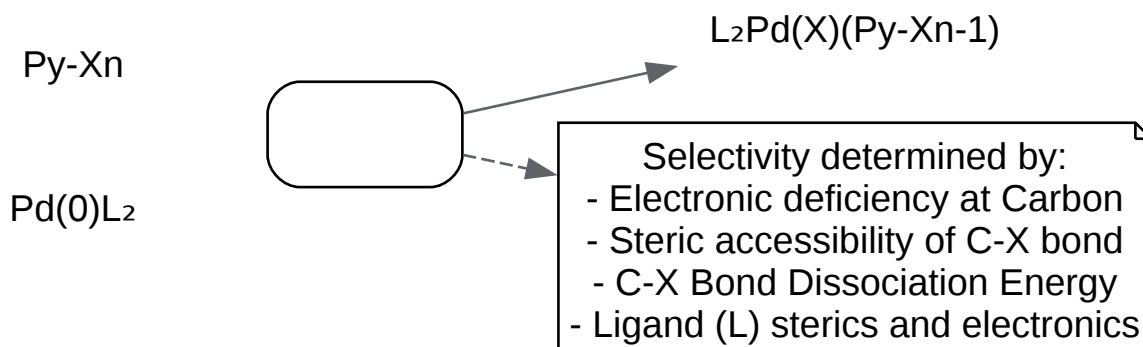 L₂Pd(X)(Py-Xn-1)
Py-Xn
Pd(0)L₂
Selectivity determined by:
- Electronic deficiency at Carbon
- Steric accessibility of C-X bond
- C-X Bond Dissociation Energy
- Ligand (L) sterics and electronics